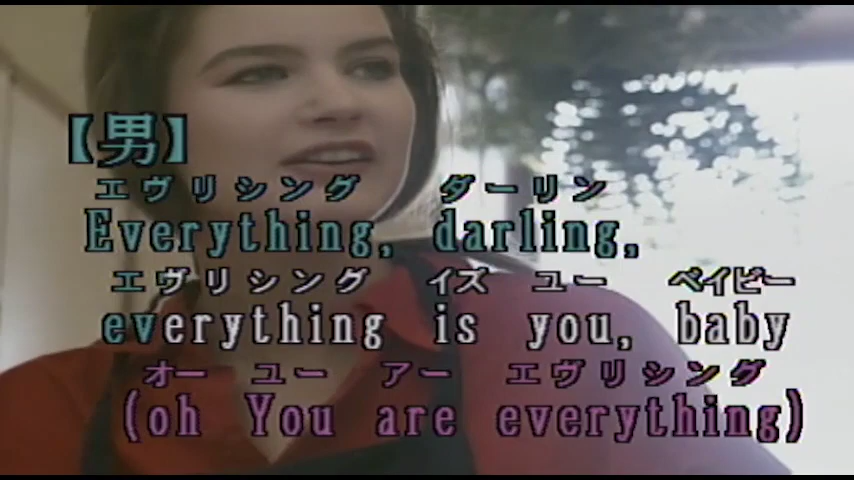 【男】
エヴリシング ダーリン
Everything, darling,
エヴリシング イズ ユー ベイビー
everything is you, baby
オー ユー アー エヴリシング
(oh You are everything)